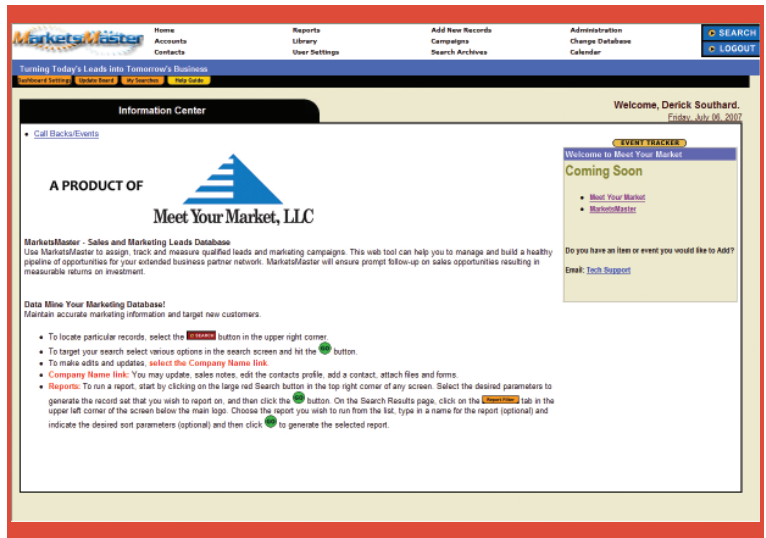 MarketsMaster
Home
Accounts
Contacts
Reports
Library
User Settings
Add New Records
Campaigns
Search Archives
Administration
Change Database
Calendar
SEARCH
LOGOUT
Turning Today's Leads into Tomorrow's Business
Dashboard Settings Update Board My Searches Help Guide
Information Center
Welcome, Derick Southard.
Friday, July 06, 2007
Call Backs/Events
A PRODUCT OF
Meet Your Market, LLC
MarketsMaster - Sales and Marketing Leads Database
Use MarketsMaster to assign, track and measure qualified leads and marketing campaigns. This web tool can help you to manage and build a healthy
pipeline of opportunities for your extended business partner network. MarketsMaster will ensure prompt follow-up on sales opportunities resulting in
measurable returns on investment.
Data Mine Your Marketing Database!
Maintain accurate marketing information and target new customers.
To locate particular records, select the SEARCH button in the upper right corner.
To target your search select various options in the search screen and hit the GO button.
To make edits and updates, select the Company Name link
Company Name link: You may update, sales notes, edit the contacts profile, add a contact, attach files and forms.
Reports: To run a report, start by clicking on the large red Search button in the top right corner of any screen. Select the desired parameters to
generate the record set that you wish to report on, and then click the GO button. On the Search Results page, click on the Report Filter tab in the
upper left corner of the screen below the main logo. Choose the report you wish to run from the list, type in a name for the report (optional) and
indicate the desired sort parameters (optional) and then click GO to generate the selected report.
EVENT TRACKER
Welcome to Meet Your Market
Coming Soon
Meet Your Market
MarketsMaster
Do you have an item or event you would like to Add?
Email: Tech Support